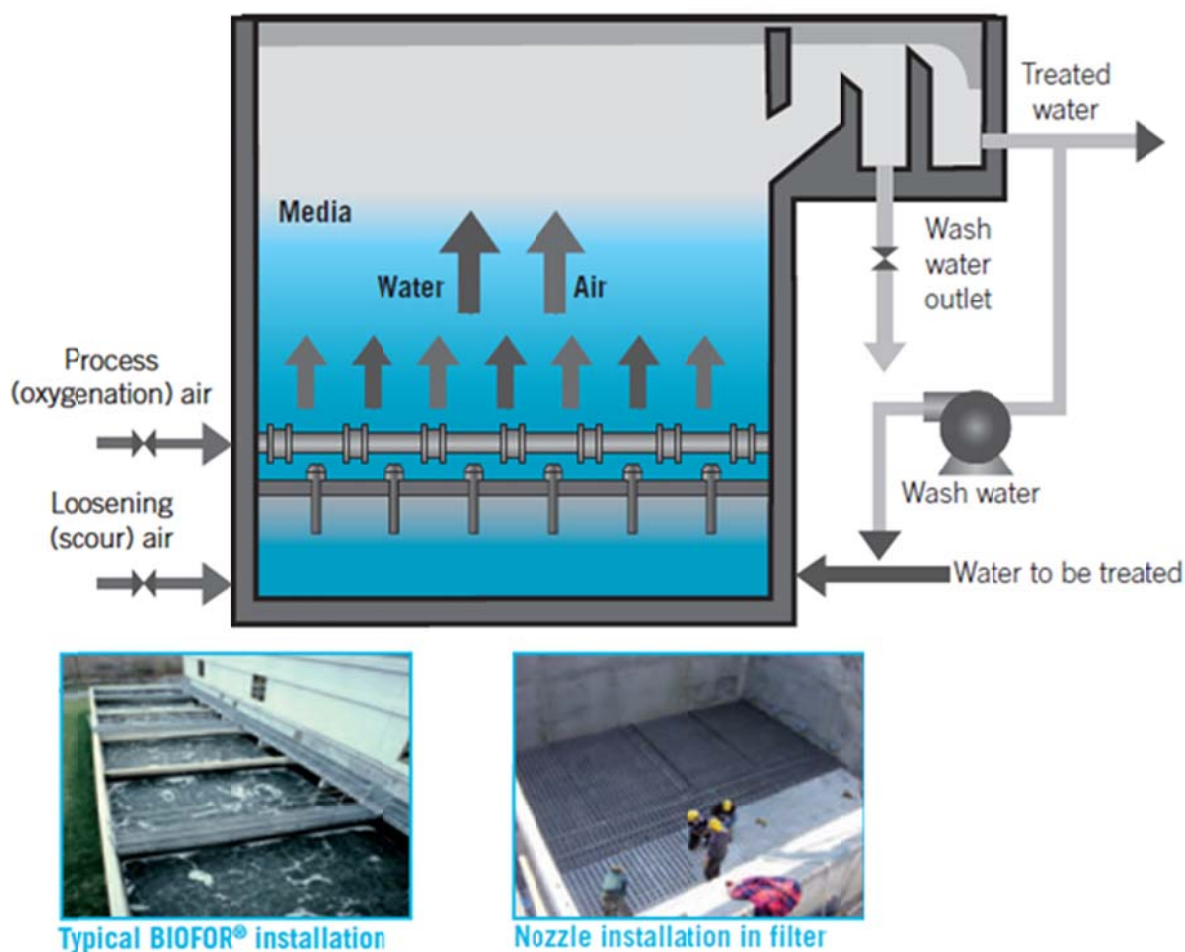 Treated
water
Media
Wash
water
outlet
Water
Air
Process
(oxygenation) air
Loosening
(scour) air
Wash water
Water to be treated
Typical BIOFOR® installation
Nozzle installation in filter